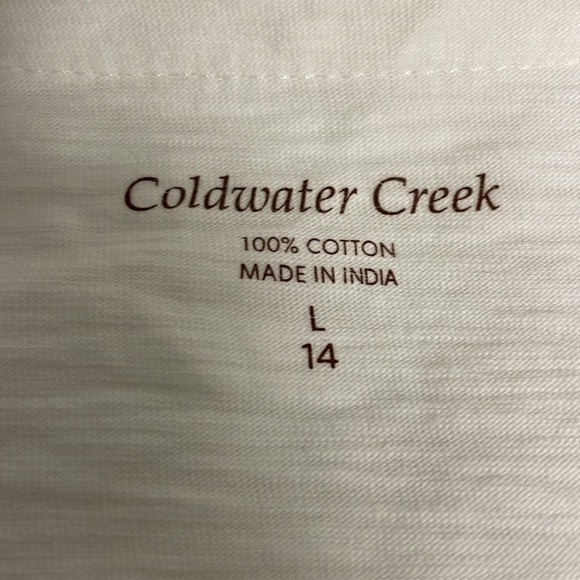 Coldwater Creek
100% COTTON
MADE IN INDIA
L
14